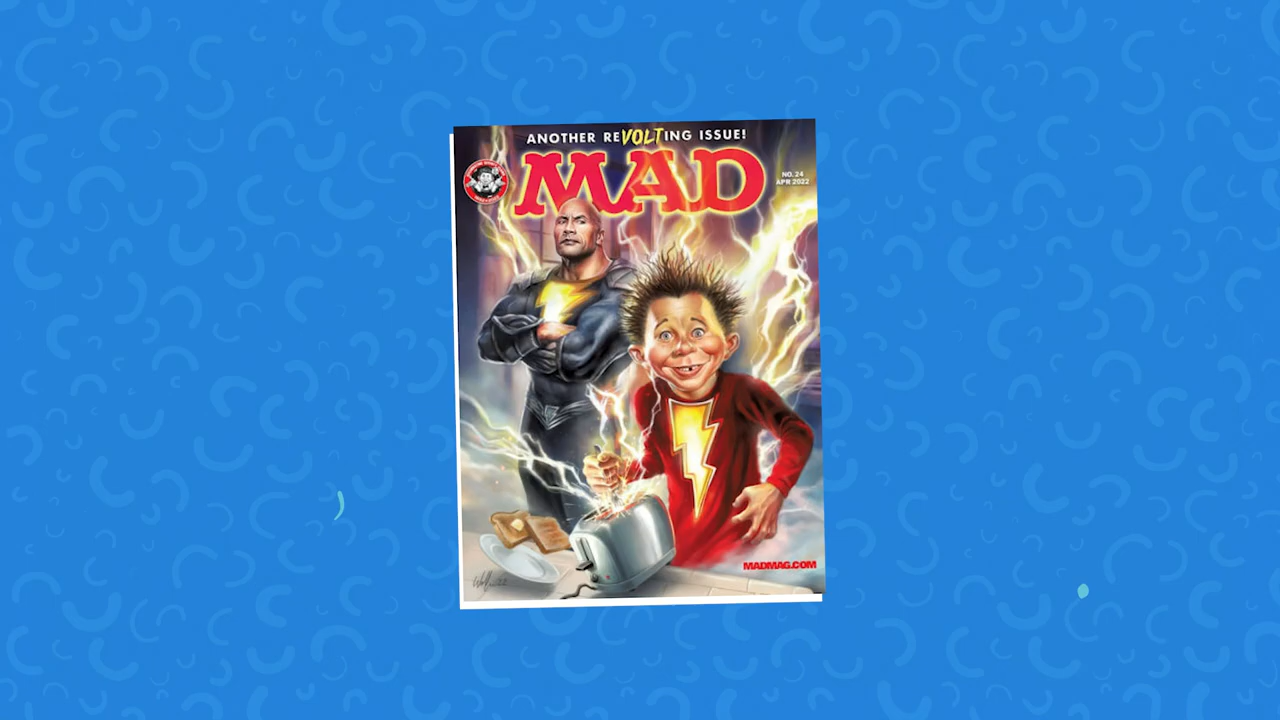 ANOTHER REVOLTING ISSUE!
MAD
NO. 24
APR 2022
MADMAG.COM